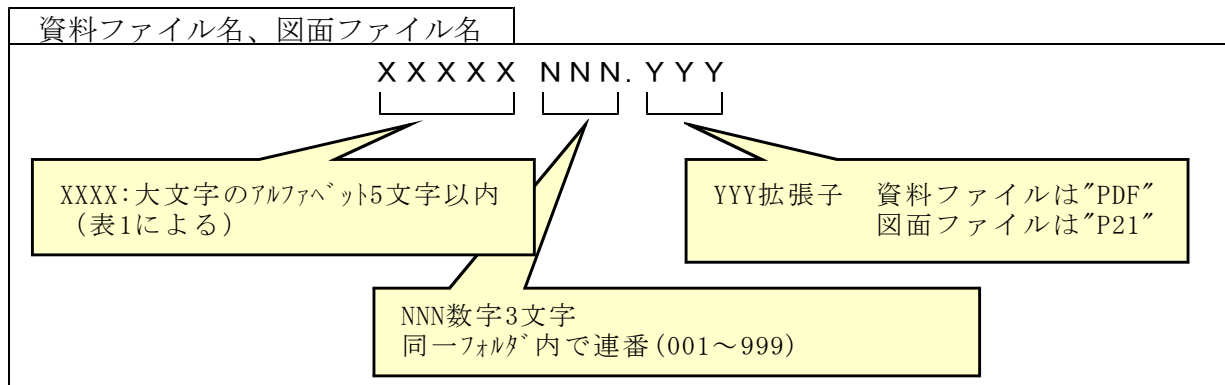 資料ファイル名、図面ファイル名
XXXXX NNN.YYY
XXXX:大文字のｱﾙﾌｧﾍﾞｯﾄ5文字以内
(表1による)
YYY拡張子　資料ファイルは"PDF"
図面ファイルは"P21"
NNN数字3文字
同一ﾌｫﾙﾀﾞ内で連番(001～999)